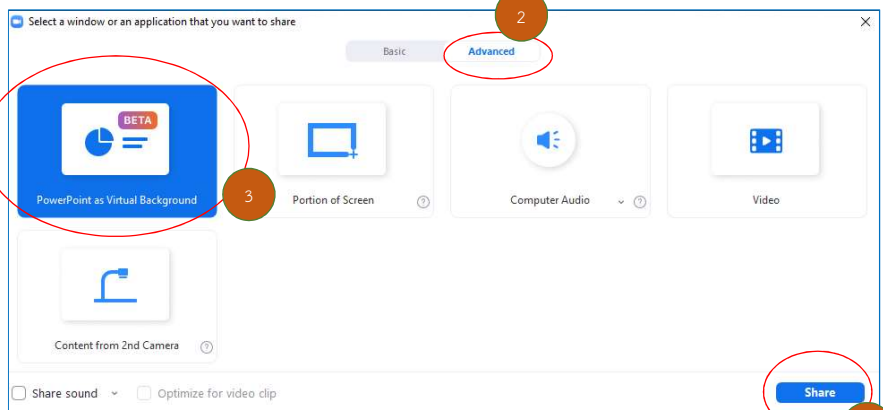 Select a window or an application that you want to share
2
Basic Advanced
BETA
PowerPoint as Virtual Background
3
Portion of Screen
Computer Audio
Video
Content from 2nd Camera
Share sound
Optimize for video clip
Share